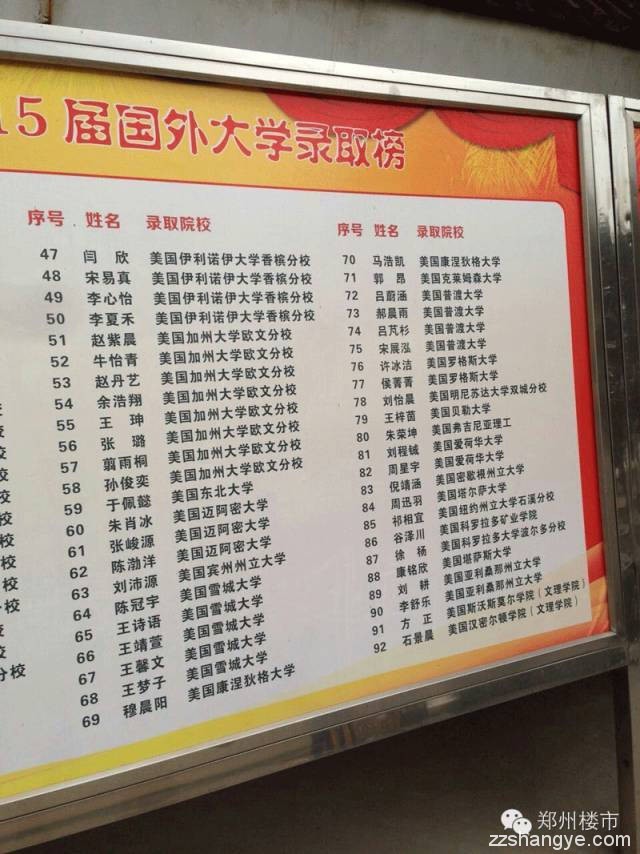 15届国外大学录取榜
序号 姓名 录取院校
47 闫欣 美国伊利诺伊大学香槟分校
48 宋易真 美国伊利诺伊大学香槟分校
49 李心怡 美国伊利诺伊大学香槟分校
50 李夏禾 美国伊利诺伊大学香槟分校
51 赵紫晨 美国加州大学欧文分校
52 牛怡青 美国加州大学欧文分校
53 赵丹艺 美国加州大学欧文分校
54 余浩翔 美国加州大学欧文分校
55 王珅 美国加州大学欧文分校
56 张璐 美国加州大学欧文分校
57 翦雨桐 美国加州大学欧文分校
58 孙俊奕 美国东北大学
59 于佩懿 美国迈阿密大学
60 朱肖冰 美国迈阿密大学
61 张峻源 美国迈阿密大学
62 陈渤洋 美国宾州州立大学
63 刘沛源 美国雪城大学
64 陈冠宇 美国雪城大学
65 王诗语 美国雪城大学
66 王靖萱 美国雪城大学
67 王馨文 美国雪城大学
68 王梦子 美国雪城大学
69 穆晨阳 美国康涅狄格大学
序号 姓名 录取院校
70 马浩凯 美国康涅狄格大学
71 郭昂 美国克莱姆森大学
72 吕蔚涵 美国普渡大学
73 郝晨雨 美国普渡大学
74 吕芃杉 美国普渡大学
75 宋展泓 美国普渡大学
76 许冰洁 美国罗格斯大学
77 侯菁菁 美国罗格斯大学
78 刘怡晨 美国明尼苏达大学双城分校
79 王梓茵 美国贝勒大学
80 朱荣坤 美国弗吉尼亚理工
81 刘程铖 美国爱荷华大学
82 周星宇 美国爱荷华大学
83 倪靖涵 美国密歇根州立大学
84 周迅羽 美国塔尔萨大学
85 祁相宜 美国纽约州立大学石溪分校
86 谷泽川 美国科罗拉多矿业学院
87 徐杨 美国科罗拉多大学波尔多分校
88 康铭欣 美国堪萨斯大学
89 刘耕 美国亚利桑那州立大学
90 李舒乐 美国亚利桑那州立大学
91 方正 美国斯沃斯莫尔学院（文理学院）
92 石景晨 美国汉密尔顿学院（文理学院）
郑州楼市
zzshangye.com